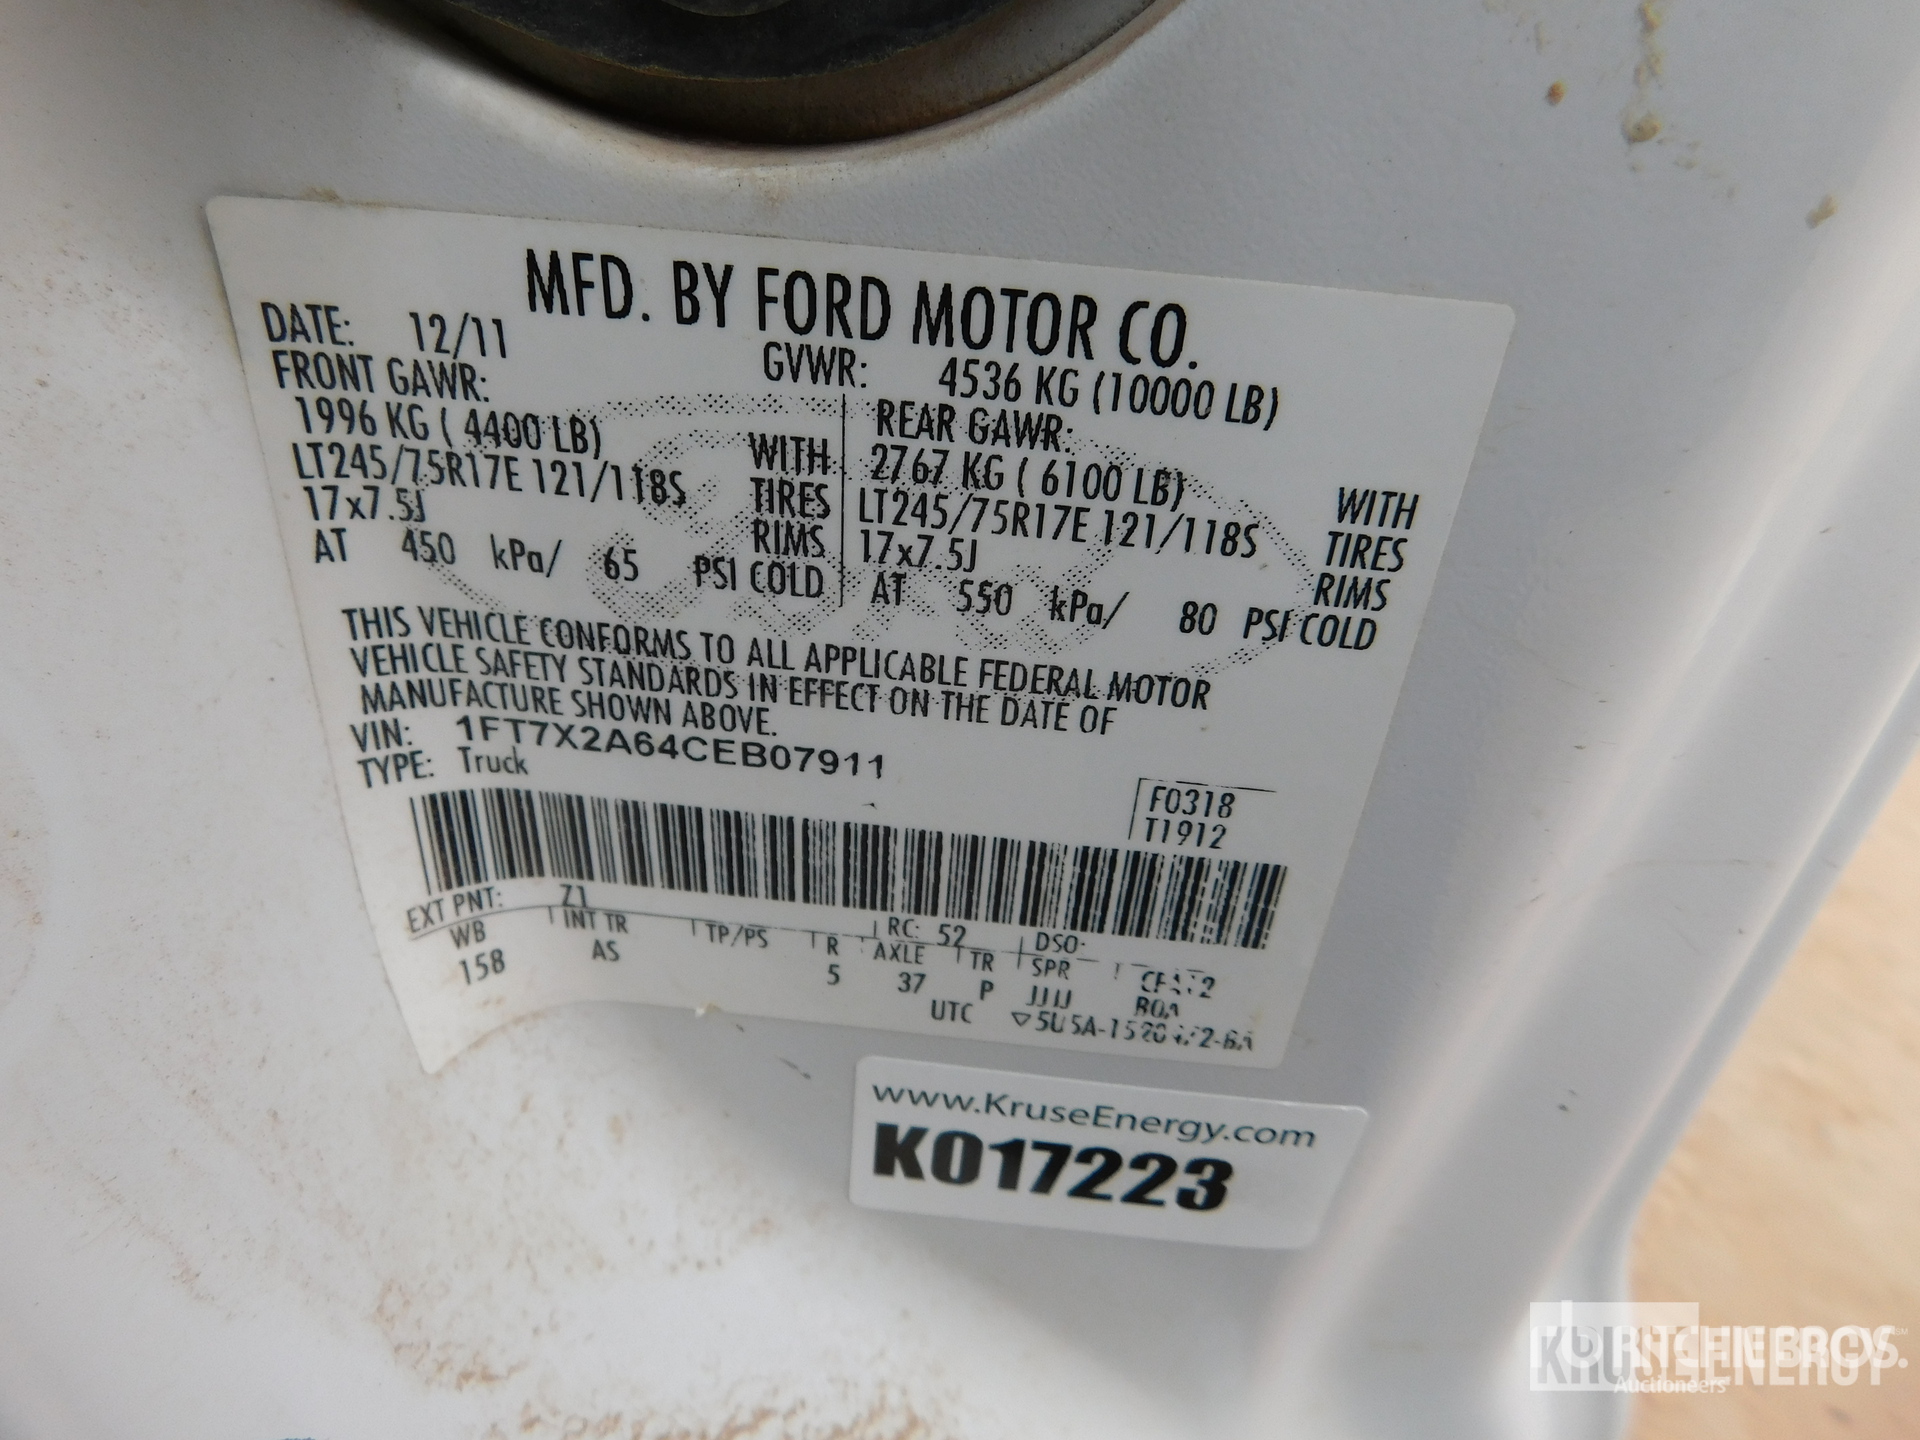 MFD. BY FORD MOTOR CO.
DATE: 12/11 GVWR: 4536 KG (10000 LB)
FRONT GAWR: REAR GAWR:
1996 KG ( 4400 LB) WITH 2767 KG ( 6100 LB) WITH
LT245/75R17E 121/118S TIRES LT245/75R17E 121/118S TIRES
17x7.5J RIMS 17x7.5J RIMS
AT 450 kPa/ 65 PSI COLD AT 550 kPa/ 80 PSI COLD
THIS VEHICLE CONFORMS TO ALL APPLICABLE FEDERAL MOTOR
VEHICLE SAFETY STANDARDS IN EFFECT ON THE DATE OF
MANUFACTURE SHOWN ABOVE.
VIN: 1FT7X2A64CEB07911
TYPE: Truck
F0318
T1912
EXT PNT: Z1 RC: 52 DSO:
WB INT TR TP/PS R AXLE TR SPR
158 AS 5 37 P JJJJ
UTC
www.KruseEnergy.com
K017223
RITCHIE BROS.
KRUSE ENERGY
Auctioneers